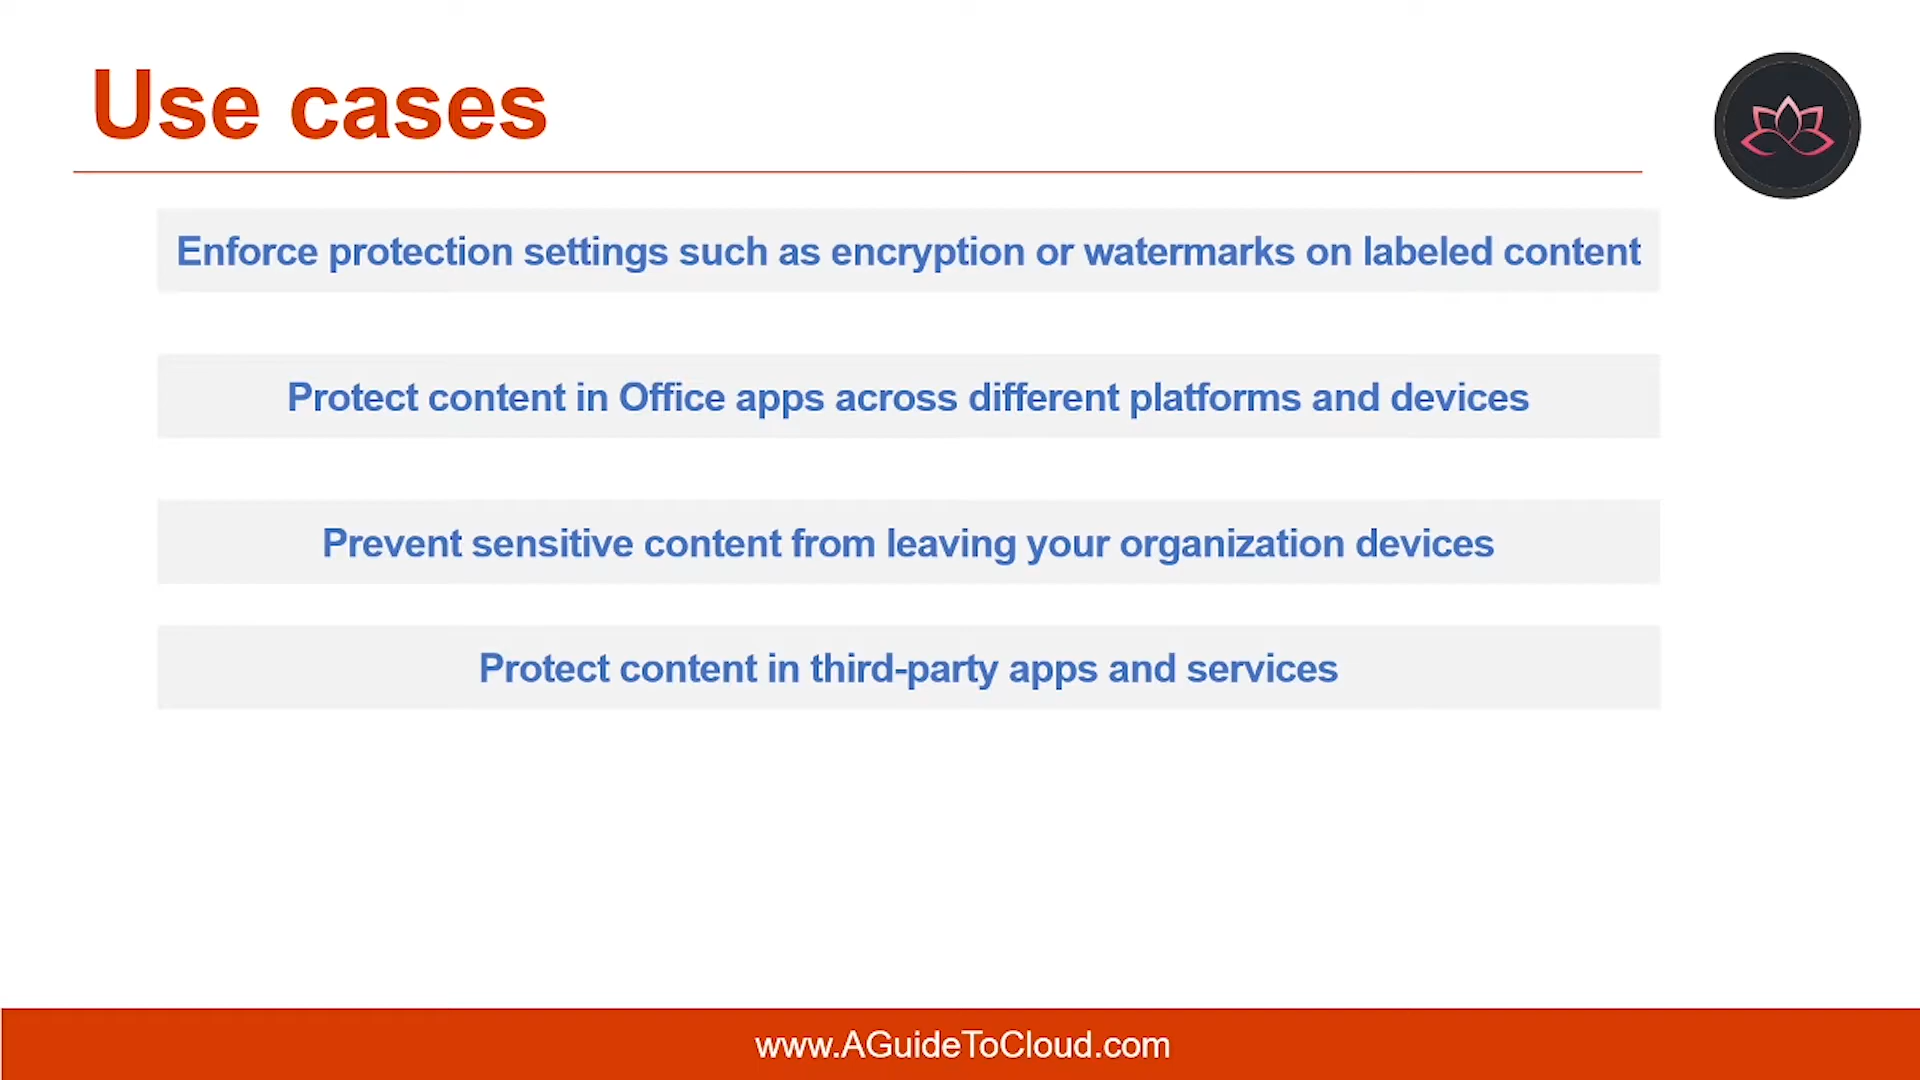 Use cases
Enforce protection settings such as encryption or watermarks on labeled content
Protect content in Office apps across different platforms and devices
Prevent sensitive content from leaving your organization devices
Protect content in third-party apps and services
www.AGuideToCloud.com